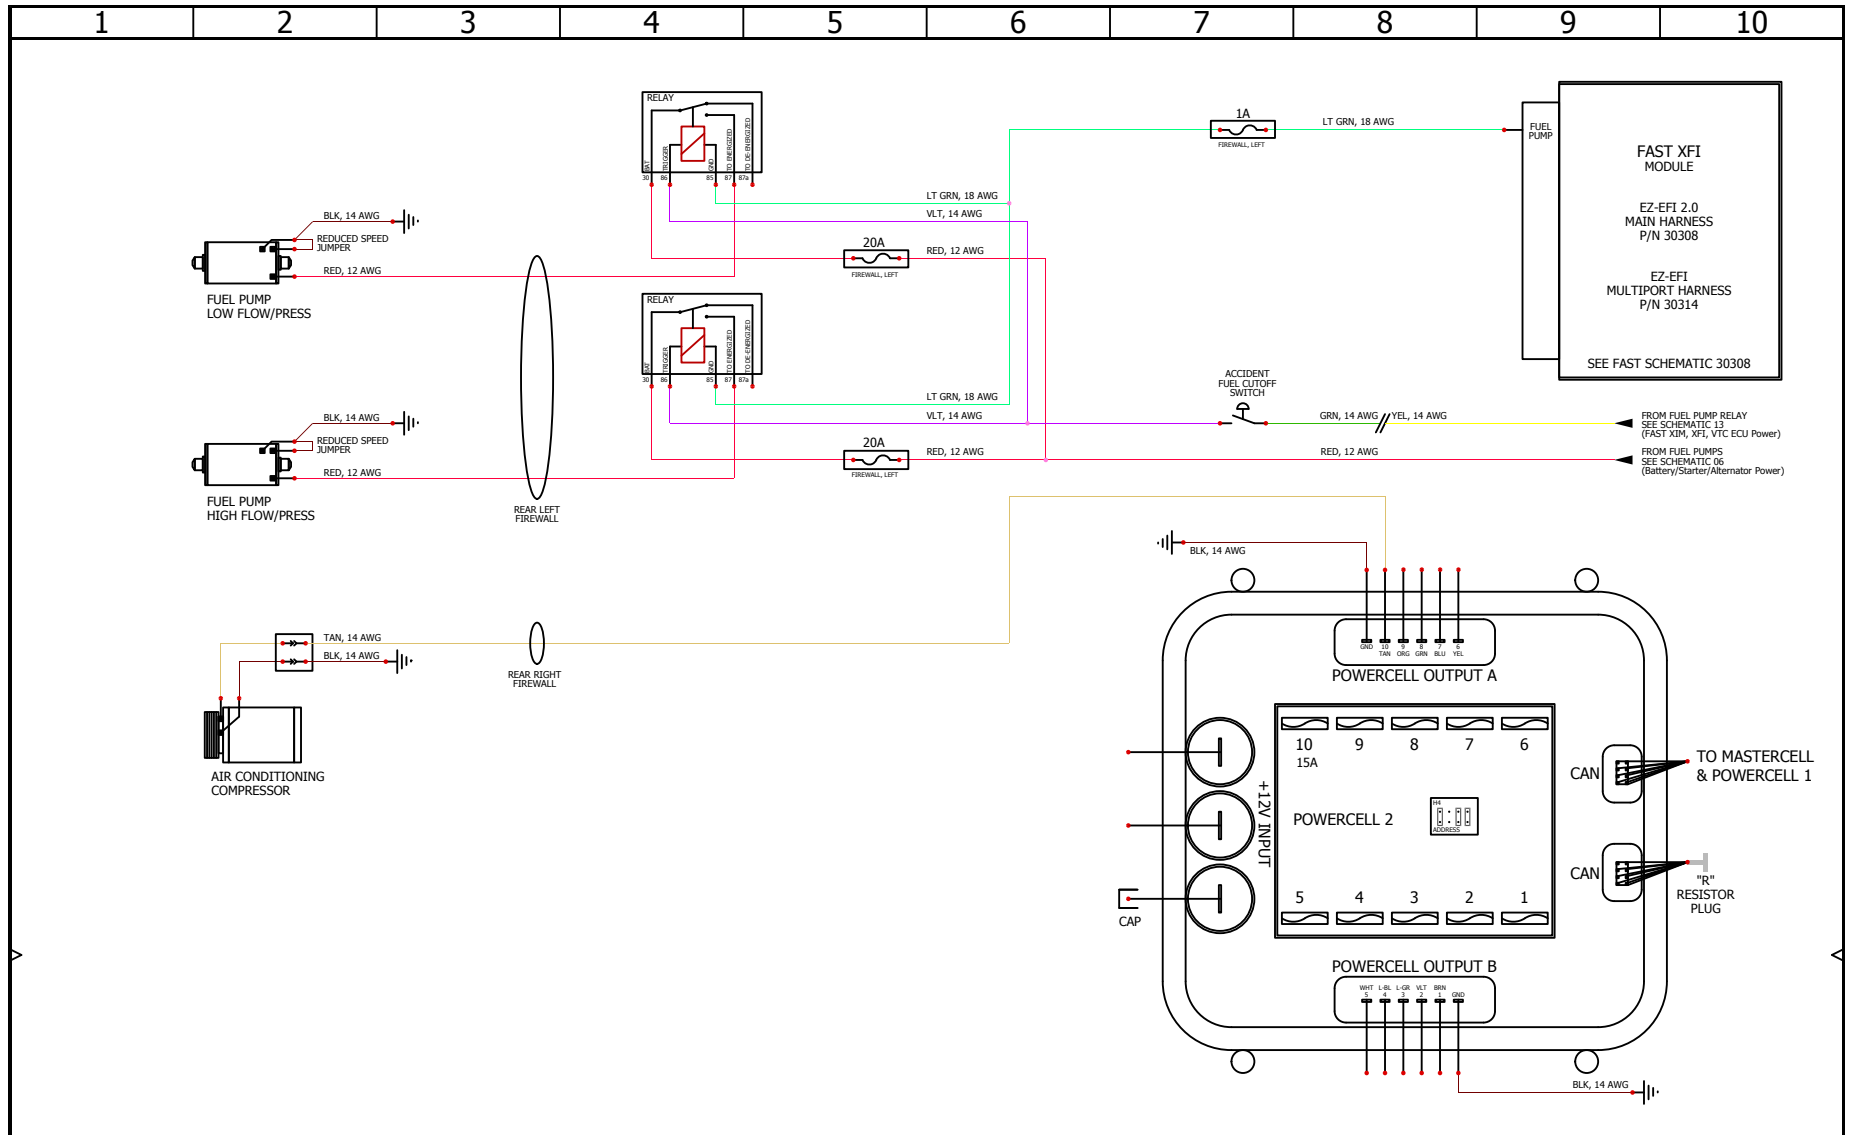 1 2 3 4 5 6 7 8 9 10
RELAY
BAT
TRIGGER
GND
TO ENERGIZED
TO DE-ENERGIZED
30 86 85 87 87a
1A
FIREWALL, LEFT
LT GRN, 18 AWG
FUEL
PUMP
FAST XFI
MODULE
EZ-EFI 2.0
MAIN HARNESS
P/N 30308
EZ-EFI
MULTIPORT HARNESS
P/N 30314
SEE FAST SCHEMATIC 30308
LT GRN, 18 AWG
VLT, 14 AWG
20A
FIREWALL, LEFT
RED, 12 AWG
BLK, 14 AWG
REDUCED SPEED
JUMPER
RED, 12 AWG
FUEL PUMP
LOW FLOW/PRESS
RELAY
BAT
TRIGGER
GND
TO ENERGIZED
TO DE-ENERGIZED
30 86 85 87 87a
LT GRN, 18 AWG
VLT, 14 AWG
20A
FIREWALL, LEFT
RED, 12 AWG
ACCIDENT
FUEL CUTOFF
SWITCH
GRN, 14 AWG
YEL, 14 AWG
RED, 12 AWG
FROM FUEL PUMP RELAY
SEE SCHEMATIC 13
(FAST XIM, XFI, VTC ECU Power)
FROM FUEL PUMPS
SEE SCHEMATIC 06
(Battery/Starter/Alternator Power)
BLK, 14 AWG
REDUCED SPEED
JUMPER
RED, 12 AWG
FUEL PUMP
HIGH FLOW/PRESS
REAR LEFT
FIREWALL
TAN, 14 AWG
BLK, 14 AWG
REAR RIGHT
FIREWALL
AIR CONDITIONING
COMPRESSOR
BLK, 14 AWG
GND 10 9 8 7 6
TAN ORG GRN BLU YEL
POWERCELL OUTPUT A
10 9 8 7 6
15A
+12V INPUT
POWERCELL 2
H4
ADDRESS
5 4 3 2 1
CAN
TO MASTERCELL
& POWERCELL 1
CAN
"R"
RESISTOR
PLUG
CAP
POWERCELL OUTPUT B
WHT L-BL L-GR VLT BRN
5 4 3 2 1 GND
BLK, 14 AWG